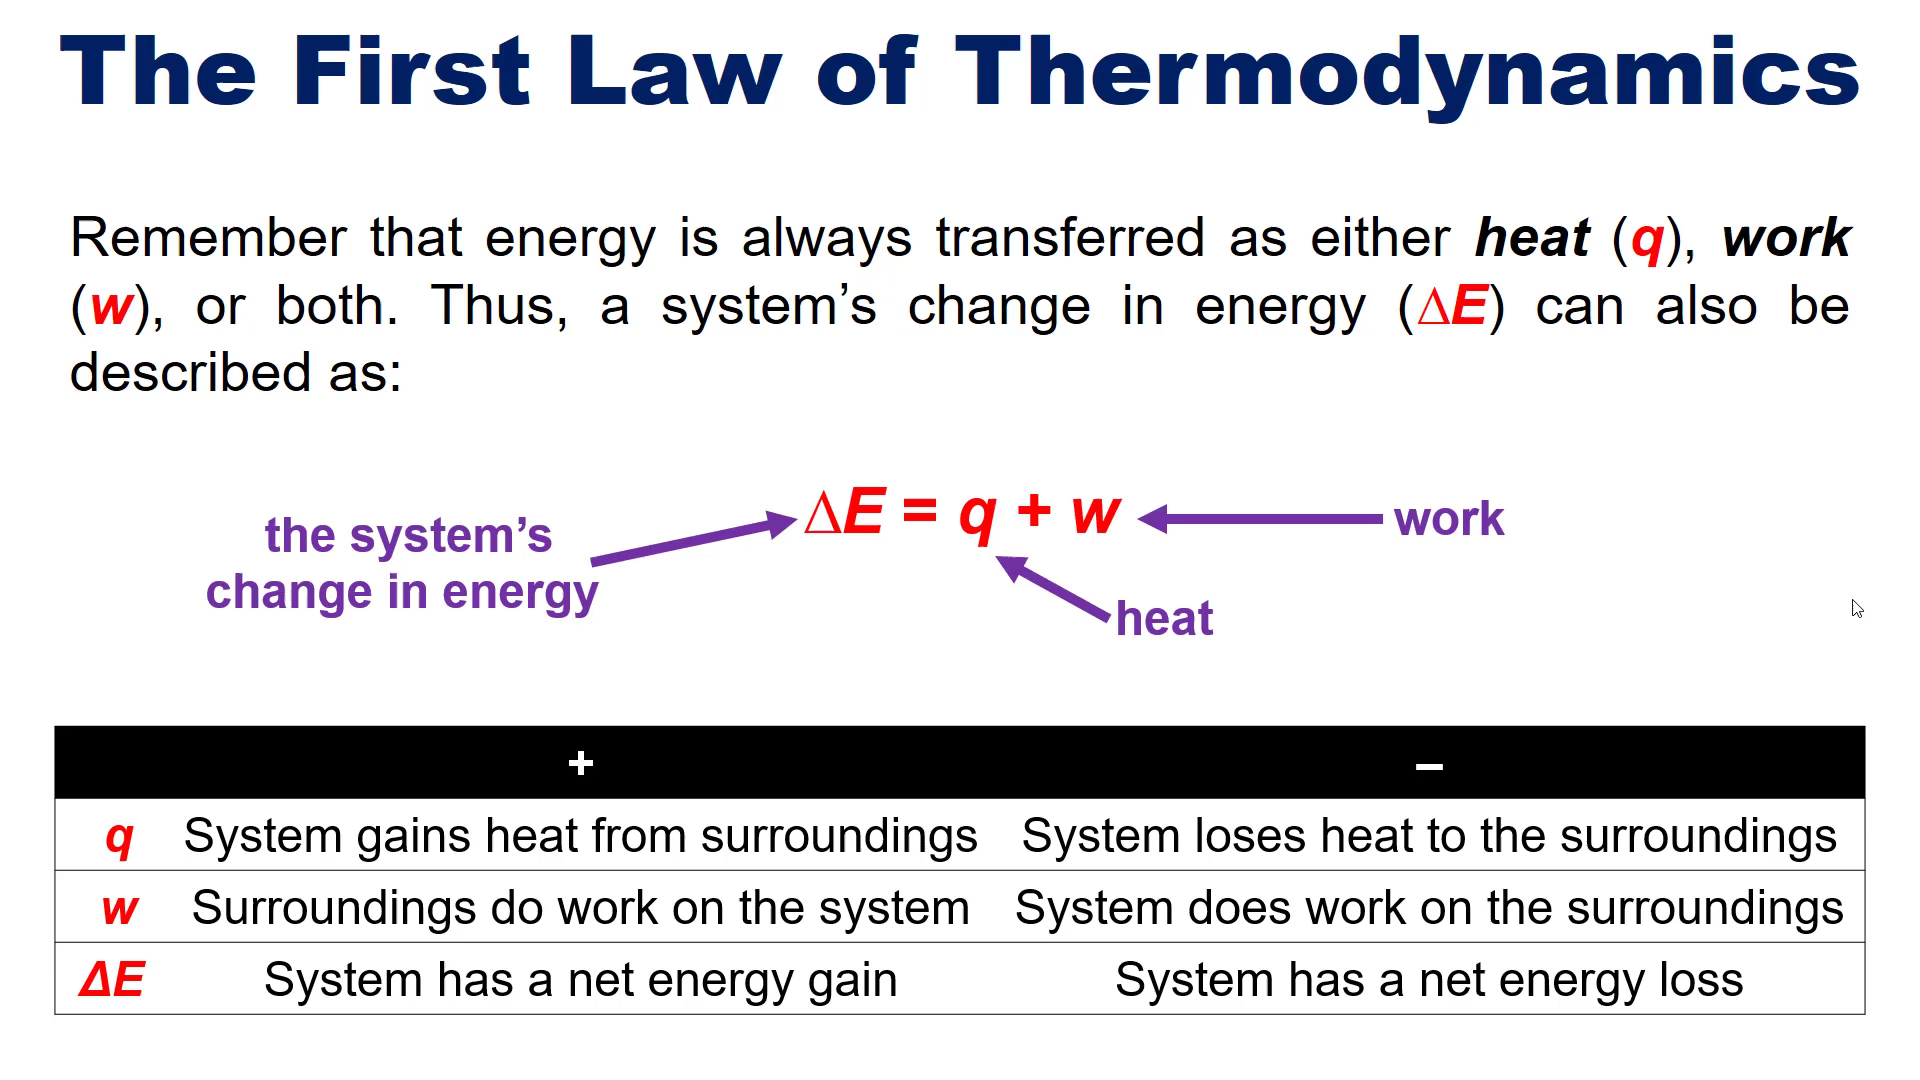 The First Law of Thermodynamics
Remember that energy is always transferred as either heat (q), work
(w), or both. Thus, a system’s change in energy (∆E) can also be
described as:
the system’s
change in energy
∆E = q + w
work
heat
+ –
q System gains heat from surroundings System loses heat to the surroundings
w Surroundings do work on the system System does work on the surroundings
ΔE System has a net energy gain System has a net energy loss